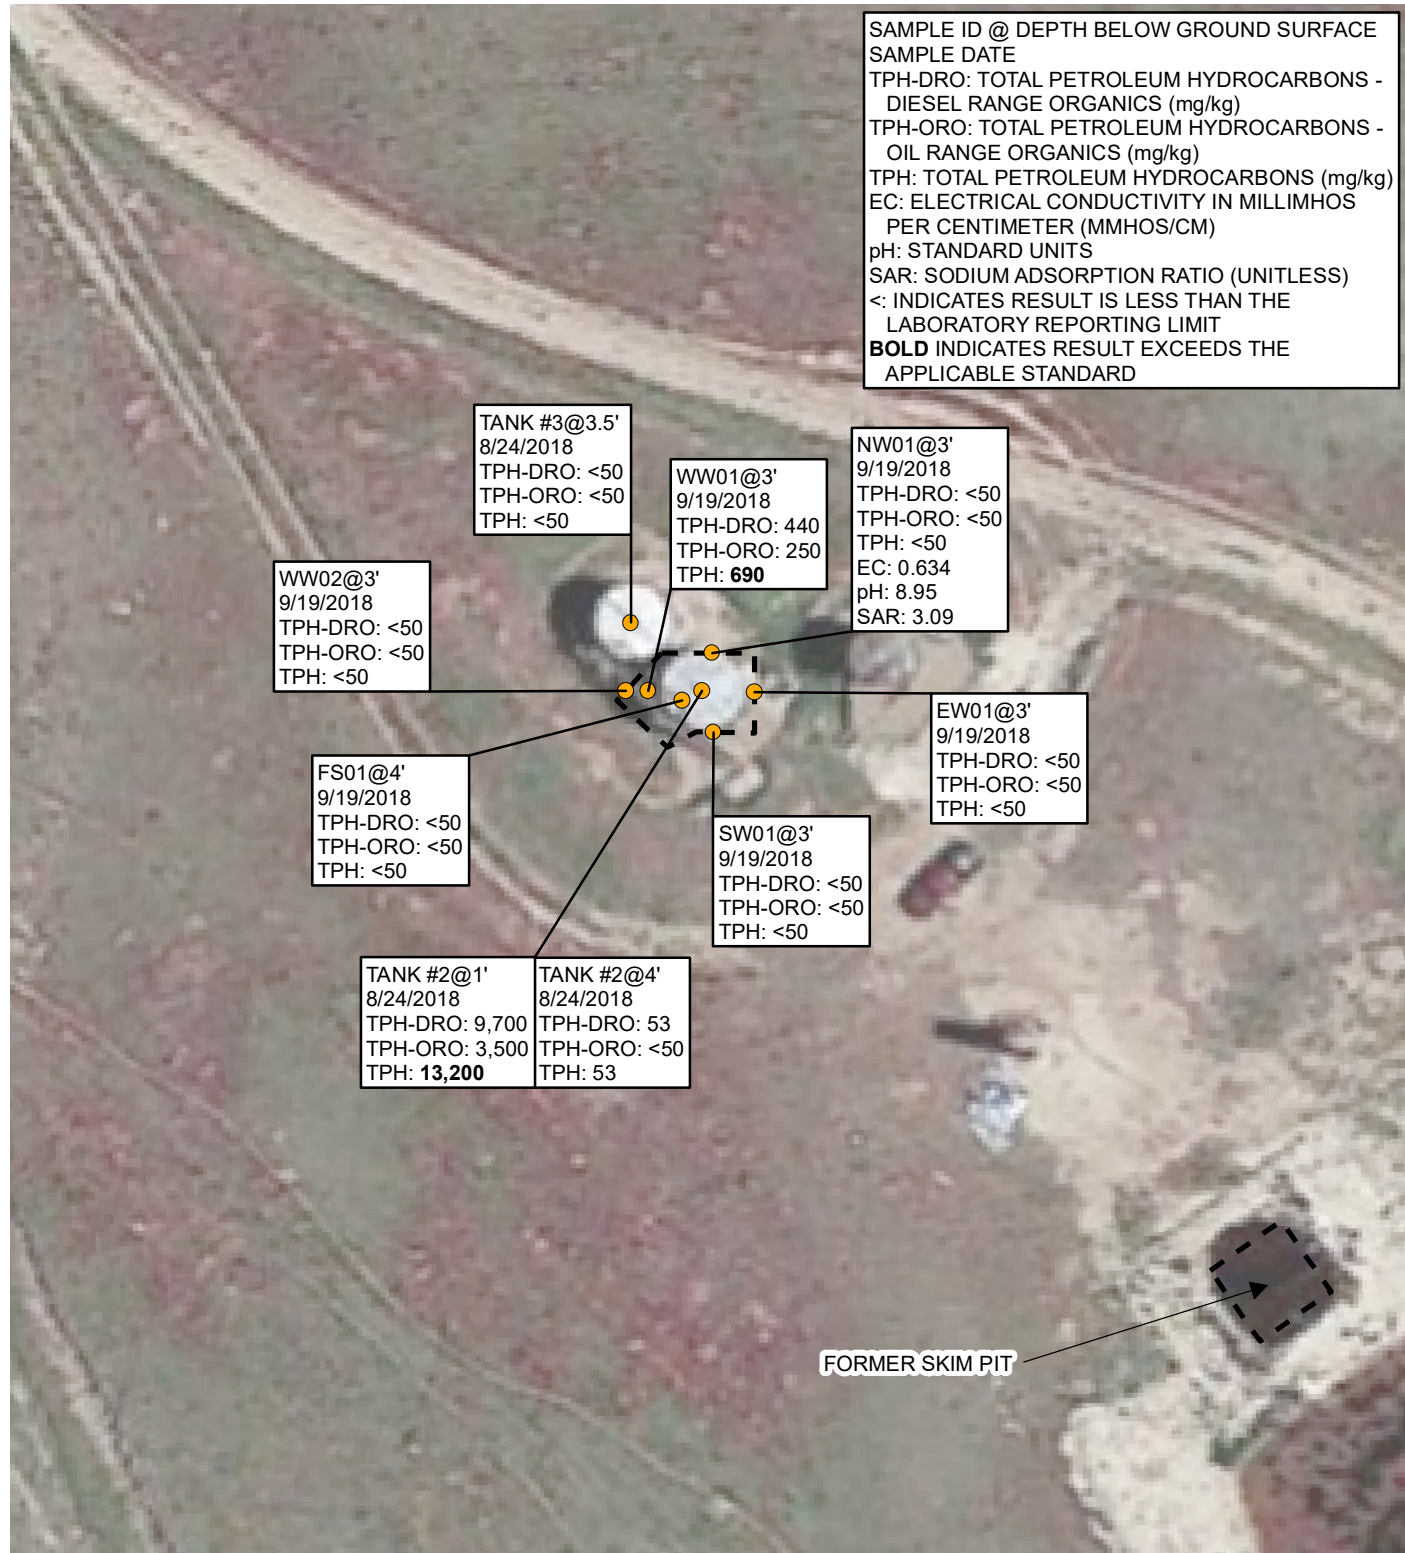 SAMPLE ID @ DEPTH BELOW GROUND SURFACE
SAMPLE DATE
TPH-DRO: TOTAL PETROLEUM HYDROCARBONS -
DIESEL RANGE ORGANICS (mg/kg)
TPH-ORO: TOTAL PETROLEUM HYDROCARBONS -
OIL RANGE ORGANICS (mg/kg)
TPH: TOTAL PETROLEUM HYDROCARBONS (mg/kg)
EC: ELECTRICAL CONDUCTIVITY IN MILLIMHOS
PER CENTIMETER (MMHOS/CM)
pH: STANDARD UNITS
SAR: SODIUM ADSORPTION RATIO (UNITLESS)
<: INDICATES RESULT IS LESS THAN THE
LABORATORY REPORTING LIMIT
BOLD INDICATES RESULT EXCEEDS THE
APPLICABLE STANDARD
TANK #3@3.5'
8/24/2018
TPH-DRO: <50
TPH-ORO: <50
TPH: <50
WW01@3'
9/19/2018
TPH-DRO: 440
TPH-ORO: 250
TPH: 690
NW01@3'
9/19/2018
TPH-DRO: <50
TPH-ORO: <50
TPH: <50
EC: 0.634
pH: 8.95
SAR: 3.09
WW02@3'
9/19/2018
TPH-DRO: <50
TPH-ORO: <50
TPH: <50
EW01@3'
9/19/2018
TPH-DRO: <50
TPH-ORO: <50
TPH: <50
FS01@4'
9/19/2018
TPH-DRO: <50
TPH-ORO: <50
TPH: <50
SW01@3'
9/19/2018
TPH-DRO: <50
TPH-ORO: <50
TPH: <50
TANK #2@1'
8/24/2018
TPH-DRO: 9,700
TPH-ORO: 3,500
TPH: 13,200
TANK #2@4'
8/24/2018
TPH-DRO: 53
TPH-ORO: <50
TPH: 53
FORMER SKIM PIT